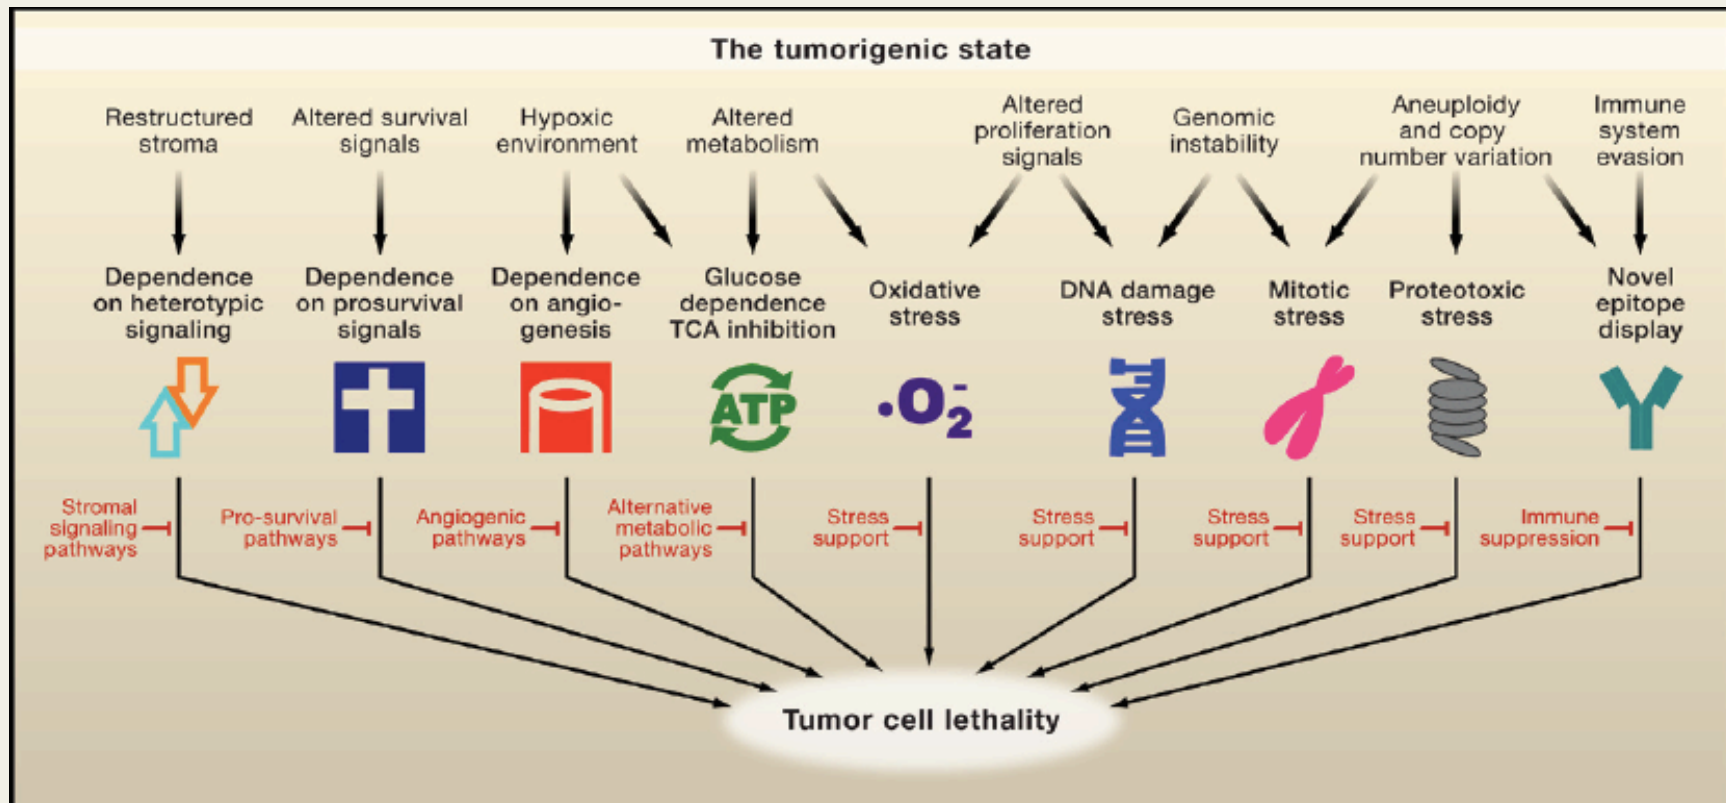 The tumorigenic state
Restructured
stroma
Altered survival
signals
Hypoxic
environment
Altered
metabolism
Altered
proliferation
signals
Genomic
instability
Aneuploidy
and copy
number variation
Immune
system
evasion
Dependence
on heterotypic
signaling
Dependence
on prosurvival
signals
Dependence
on angio-
genesis
Glucose
dependence
TCA inhibition
Oxidative
stress
DNA damage
stress
Mitotic
stress
Proteotoxic
stress
Novel
epitope
display
ATP
·O₂⁻
Stromal
signaling
pathways
Pro-survival
pathways
Angiogenic
pathways
Alternative
metabolic
pathways
Stress
support
Stress
support
Stress
support
Stress
support
Immune
suppression
Tumor cell lethality